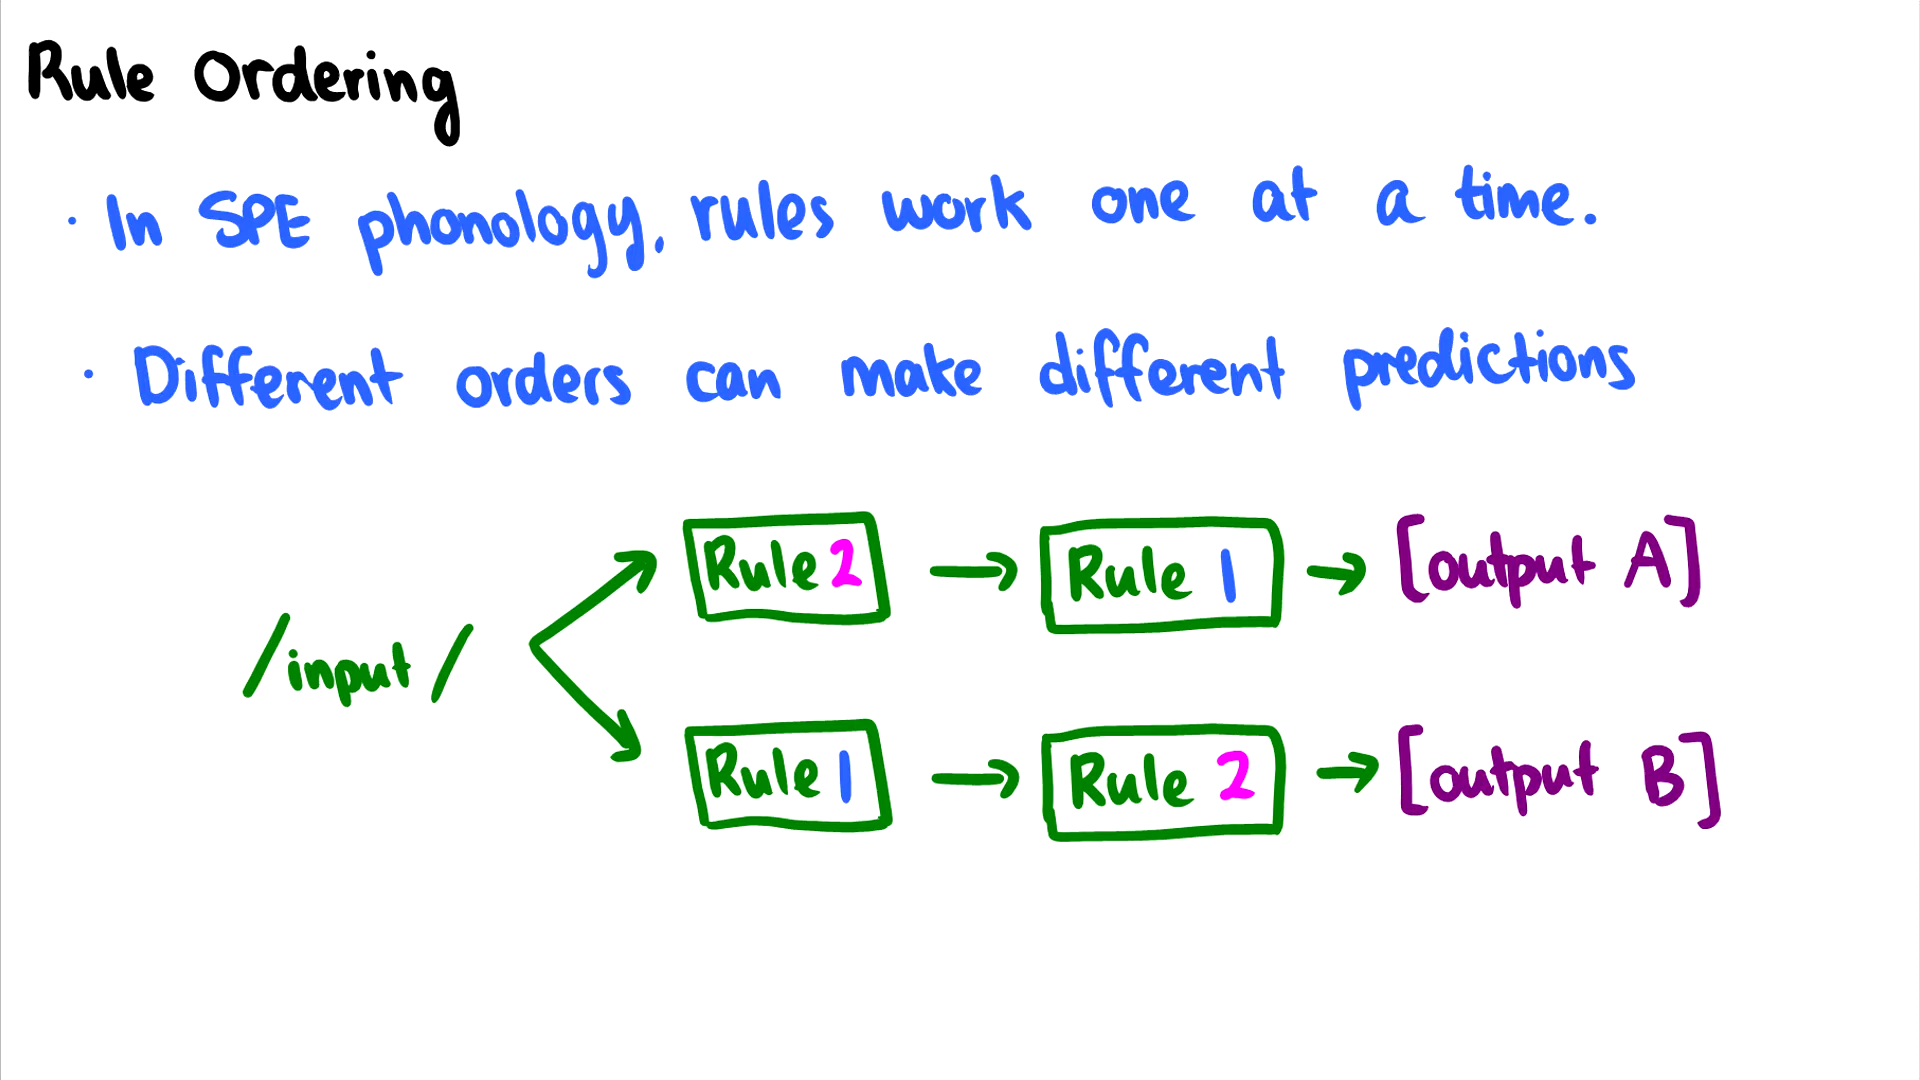 Rule Ordering
· In SPE phonology, rules work one at a time.
· Different orders can make different predictions
Rule 2 → Rule 1 → [output A]
/input/
Rule 1 → Rule 2 → [output B]